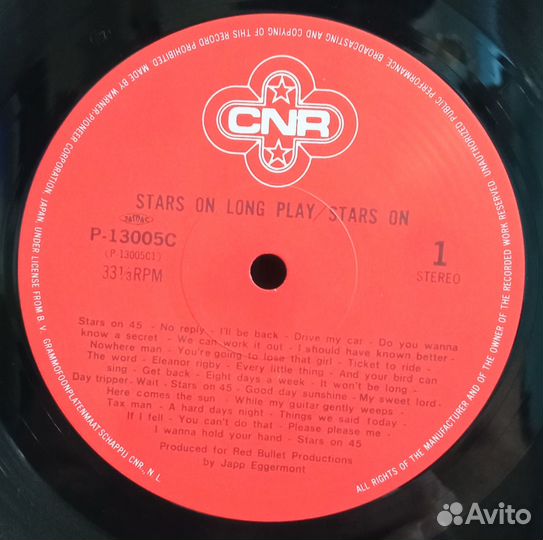 UNAUTHORIZED PUBLIC PERFORMANCE, BROADCASTING AND COPYING OF THIS RECORD PROHIBITED. MADE BY WARNER-PIONEER CORPORATION JAPAN UNDER LICENSE FROM B. V. GRAMMOFOONPLATENMAATSCHAPPIJ CNR, N L
ALL RIGHTS OF THE MANUFACTURER AND OF THE OWNER OF THE RECORDED WORK RESERVED
CNR
STARS ON LONG PLAY/STARS ON
P-13005C
(P-13005C1)
33⅓RPM
1
STEREO
Stars on 45 - No reply - I'll be back - Drive my car - Do you wanna
know a secret - We can work it out - I should have known better-
Nowhere man - You're going to lose that girl - Ticket to ride -
The word - Eleanor rigby - Every little thing - And your bird can
sing - Get back - Eight days a week - It won't be long -
Day tripper-Wait - Stars on 45 - Good day sunshine - My sweet lord-
Here comes the sun - While my guitar gently weeps -
Tax man - A hard days night - Things we said today -
If I fell - You can't do that - Please please me -
I wanna hold your hand - Stars on 45
Produced for Red Bullet Productions
by Japp Eggermont
Avito